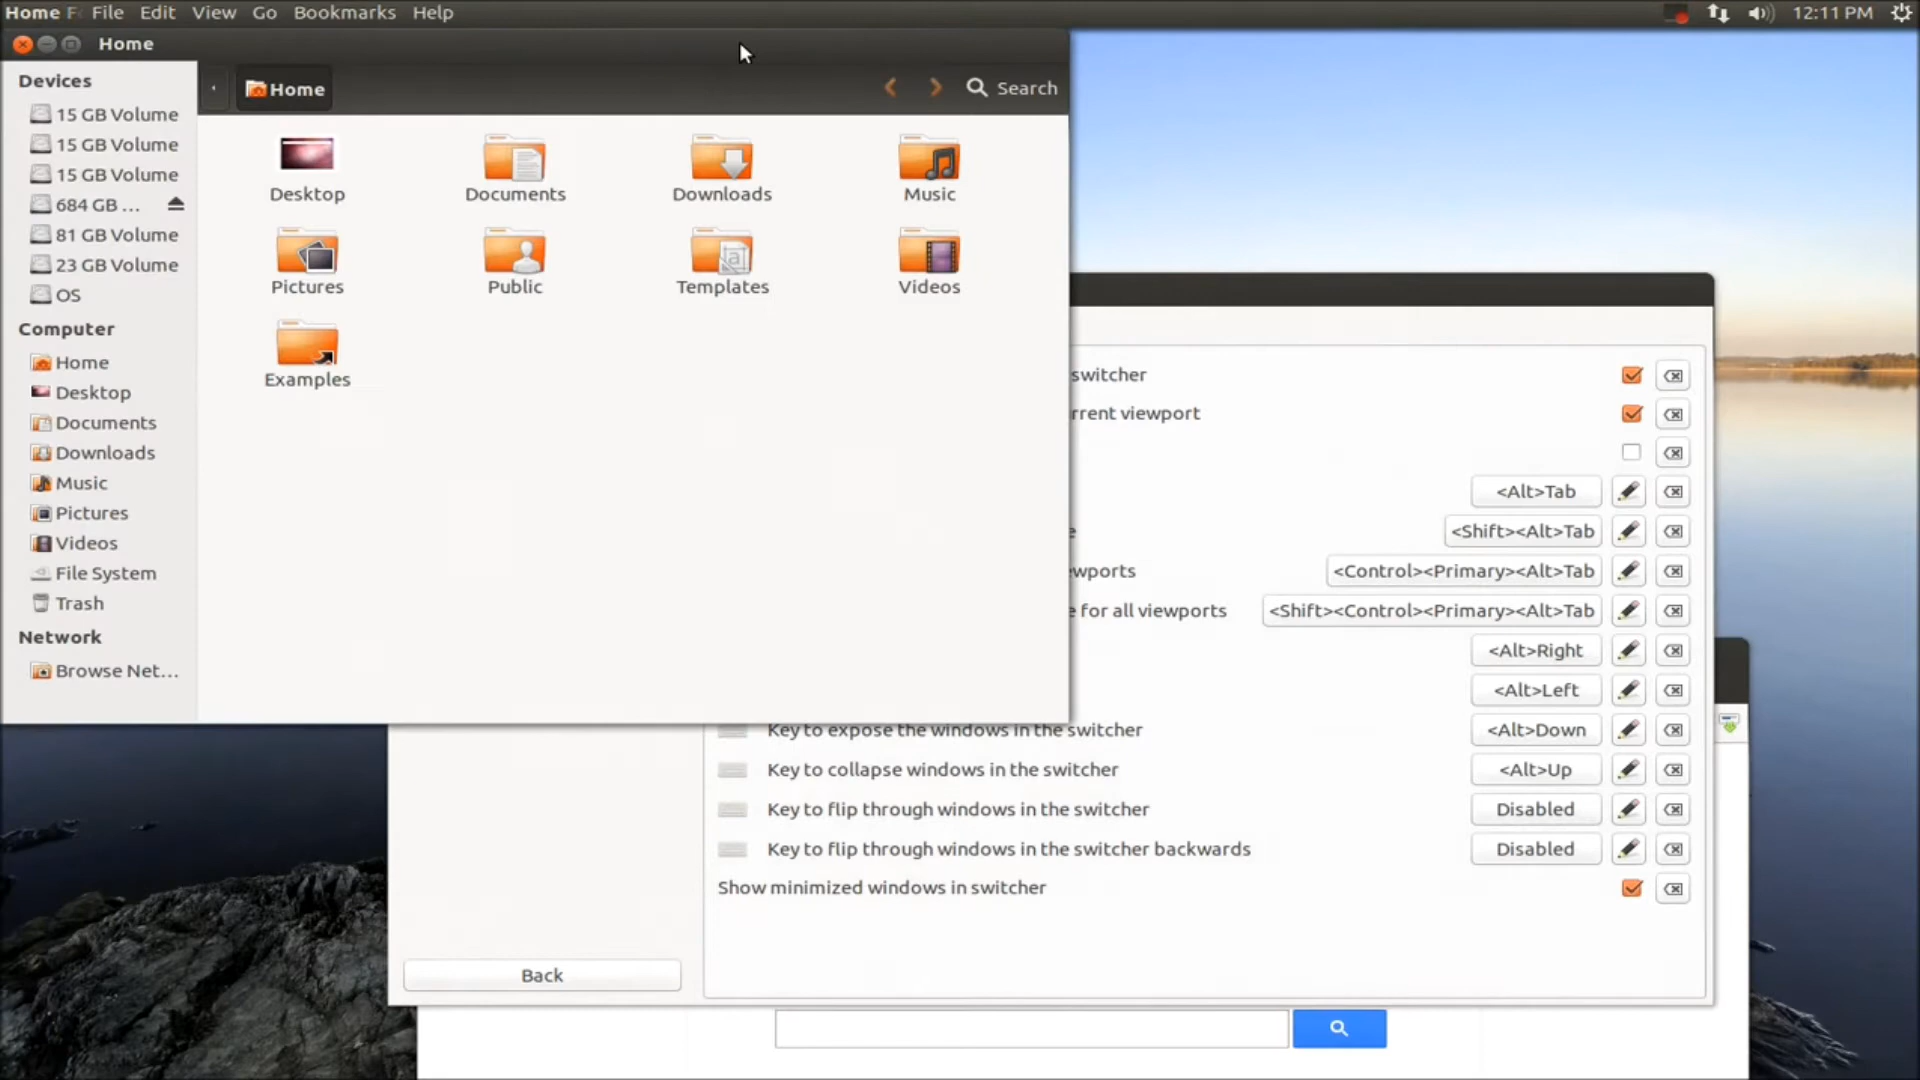 Home F File Edit View Go Bookmarks Help 12:11 PM
Home
Devices
15 GB Volume
15 GB Volume
15 GB Volume
684 GB ...
81 GB Volume
23 GB Volume
OS
Computer
Home
Desktop
Documents
Downloads
Music
Pictures
Videos
File System
Trash
Network
Browse Net...
Home Search
Desktop Documents Downloads Music
Pictures Public Templates Videos
Examples
switcher
rrent viewport
<Alt>Tab
e <Shift><Alt>Tab
wports <Control><Primary><Alt>Tab
e for all viewports <Shift><Control><Primary><Alt>Tab
<Alt>Right
<Alt>Left
Key to expose the windows in the switcher <Alt>Down
Key to collapse windows in the switcher <Alt>Up
Key to flip through windows in the switcher Disabled
Key to flip through windows in the switcher backwards Disabled
Show minimized windows in switcher
Back